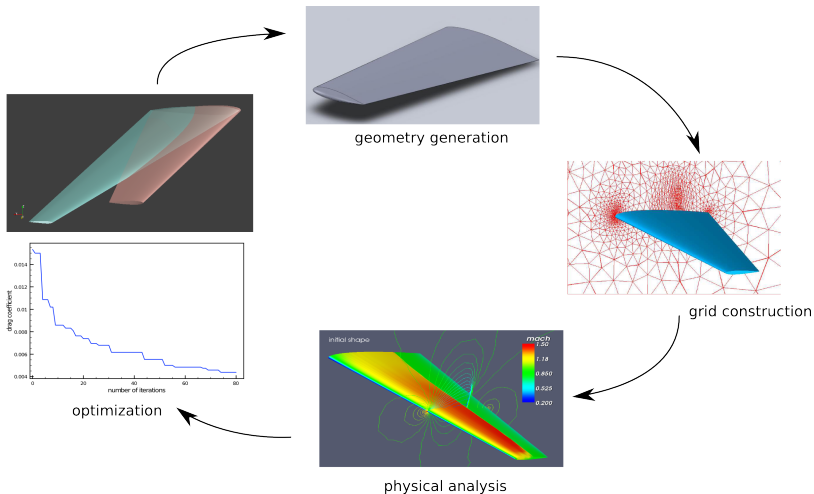 geometry generation
grid construction
initial shape
mach
1.50
1.18
0.850
0.525
0.200
physical analysis
drag coefficient
0.014
0.012
0.01
0.008
0.006
0.004
0
20
40
60
80
number of iterations
optimization